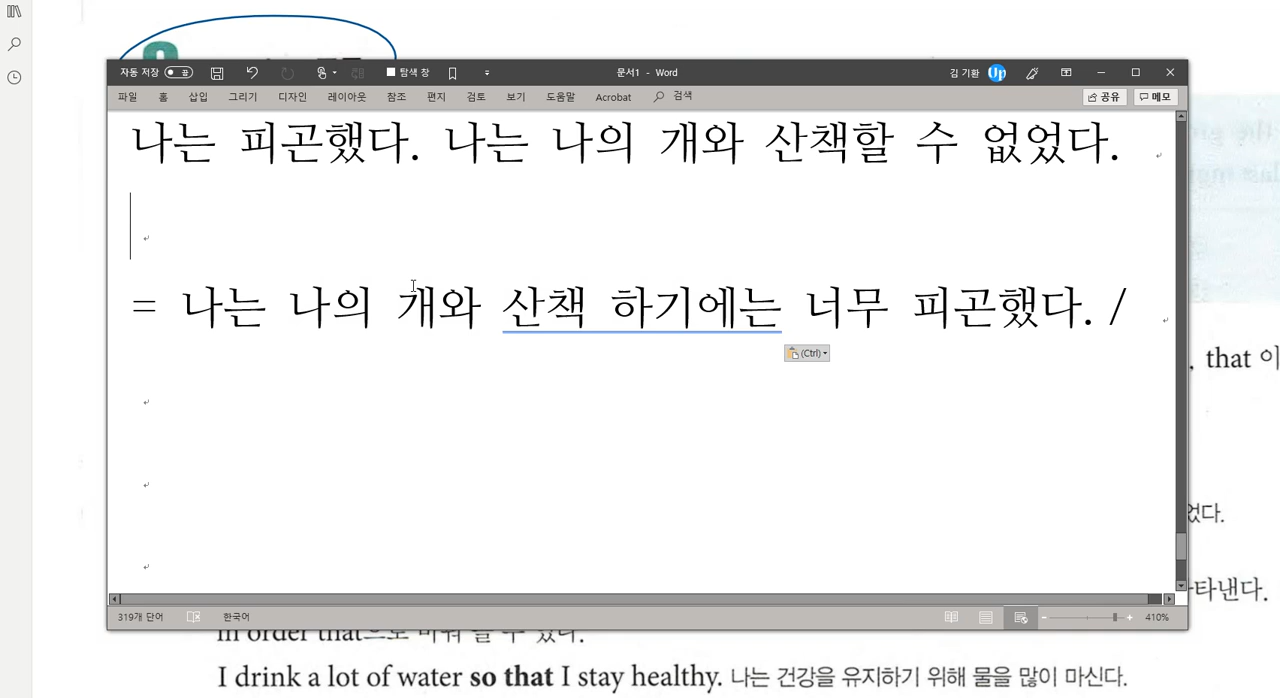 자동 저장 끔 탐색 창 문서1 - Word 김 기환 Up
파일 홈 삽입 그리기 디자인 레이아웃 참조 편지 검토 보기 도움말 Acrobat 검색 공유 메모
나는 피곤했다. 나는 나의 개와 산책할 수 없었다.
= 나는 나의 개와 산책 하기에는 너무 피곤했다. /
(Ctrl)
, that 이
었다.
타낸다.
319개 단어 한국어 410%
in order that으로 바꿔 쓸 수 있다.
I drink a lot of water so that I stay healthy. 나는 건강을 유지하기 위해 물을 많이 마신다.